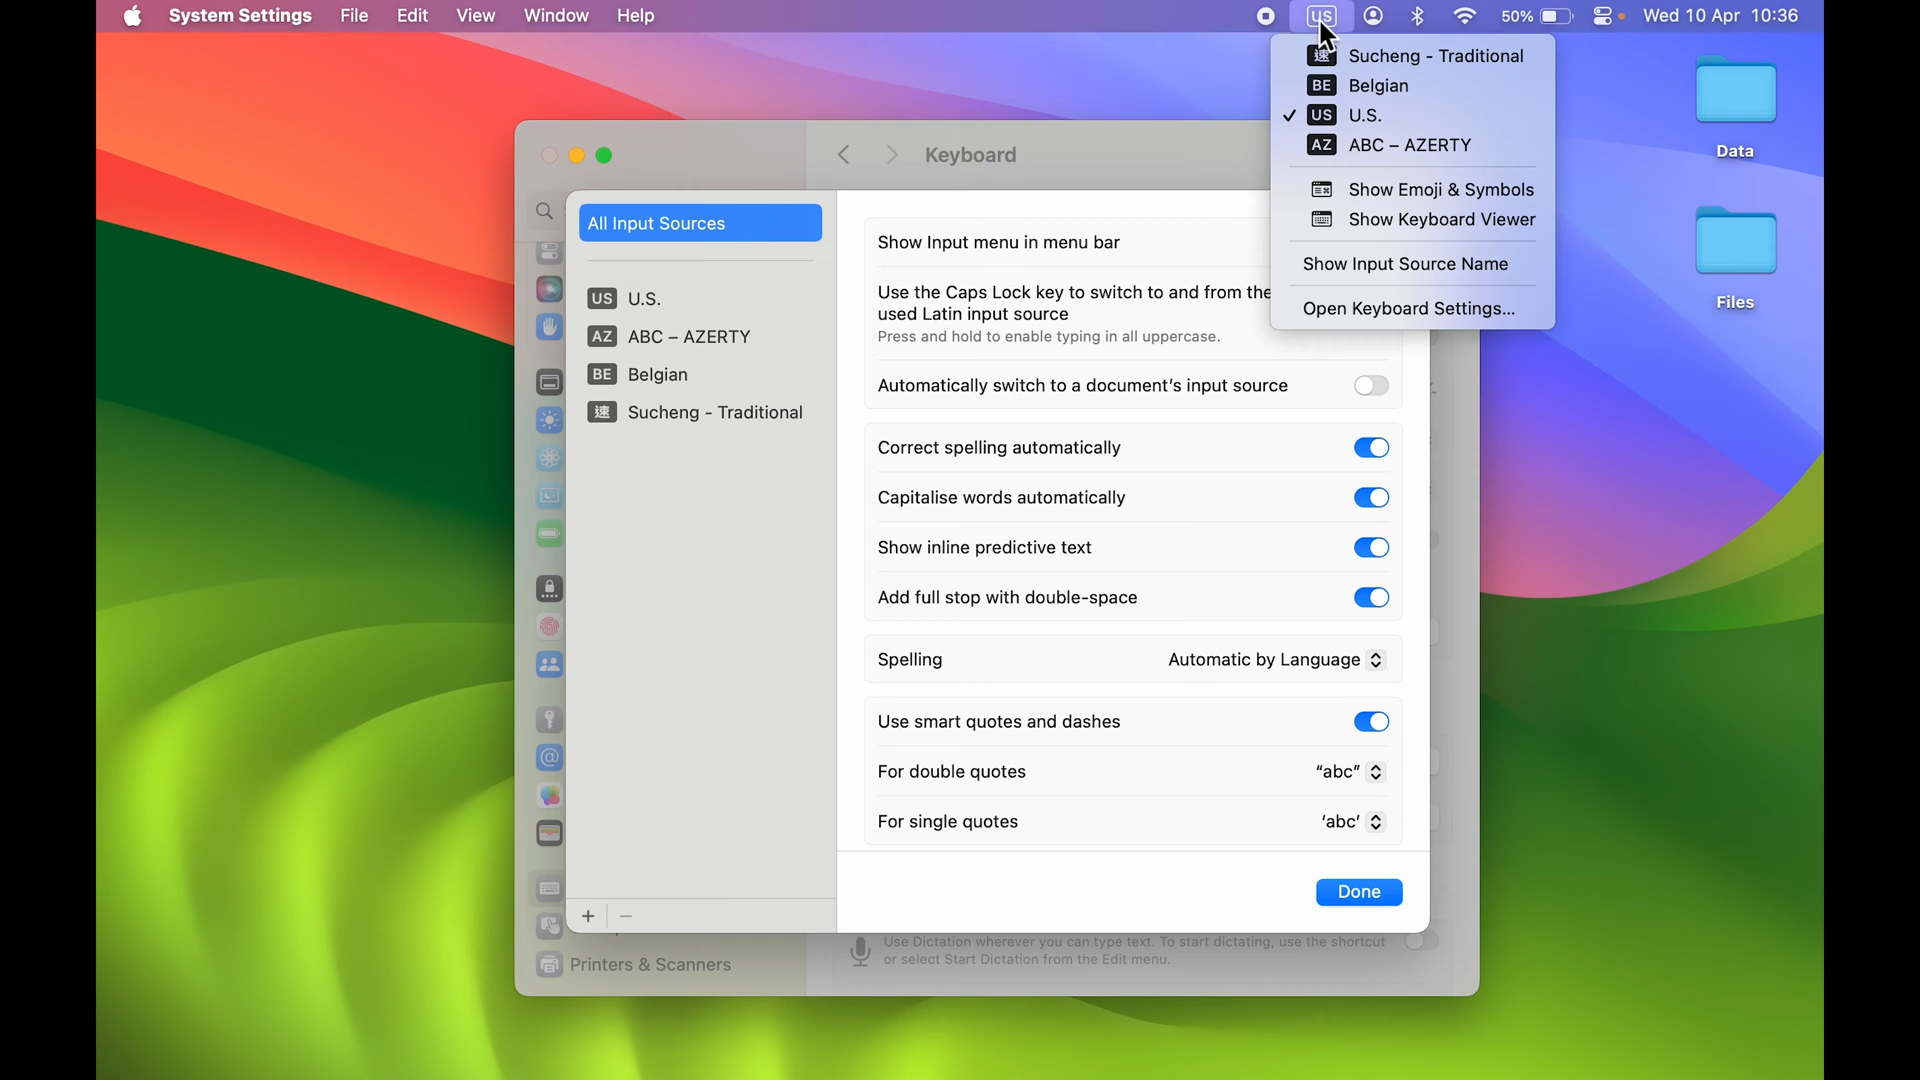 System Settings File Edit View Window Help US 50% Wed 10 Apr 10:36
速 Sucheng - Traditional
BE Belgian
✓ US U.S.
AZ ABC – AZERTY
Show Emoji & Symbols
Show Keyboard Viewer
Show Input Source Name
Open Keyboard Settings...
Data
Files
Keyboard
All Input Sources
US U.S.
AZ ABC – AZERTY
BE Belgian
速 Sucheng - Traditional
+ −
Show Input menu in menu bar
Use the Caps Lock key to switch to and from the
used Latin input source
Press and hold to enable typing in all uppercase.
Automatically switch to a document's input source
Correct spelling automatically
Capitalise words automatically
Show inline predictive text
Add full stop with double-space
Spelling Automatic by Language
Use smart quotes and dashes
For double quotes “abc”
For single quotes ‘abc’
Done
Use Dictation wherever you can type text. To start dictating, use the shortcut
or select Start Dictation from the Edit menu.
Printers & Scanners